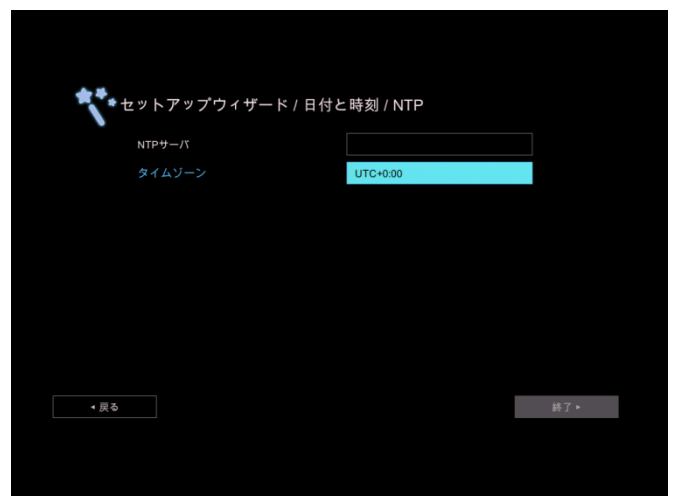 セットアップウィザード / 日付と時刻 / NTP
NTPサーバ
タイムゾーン UTC+0:00
◂ 戻る 終了 ▸